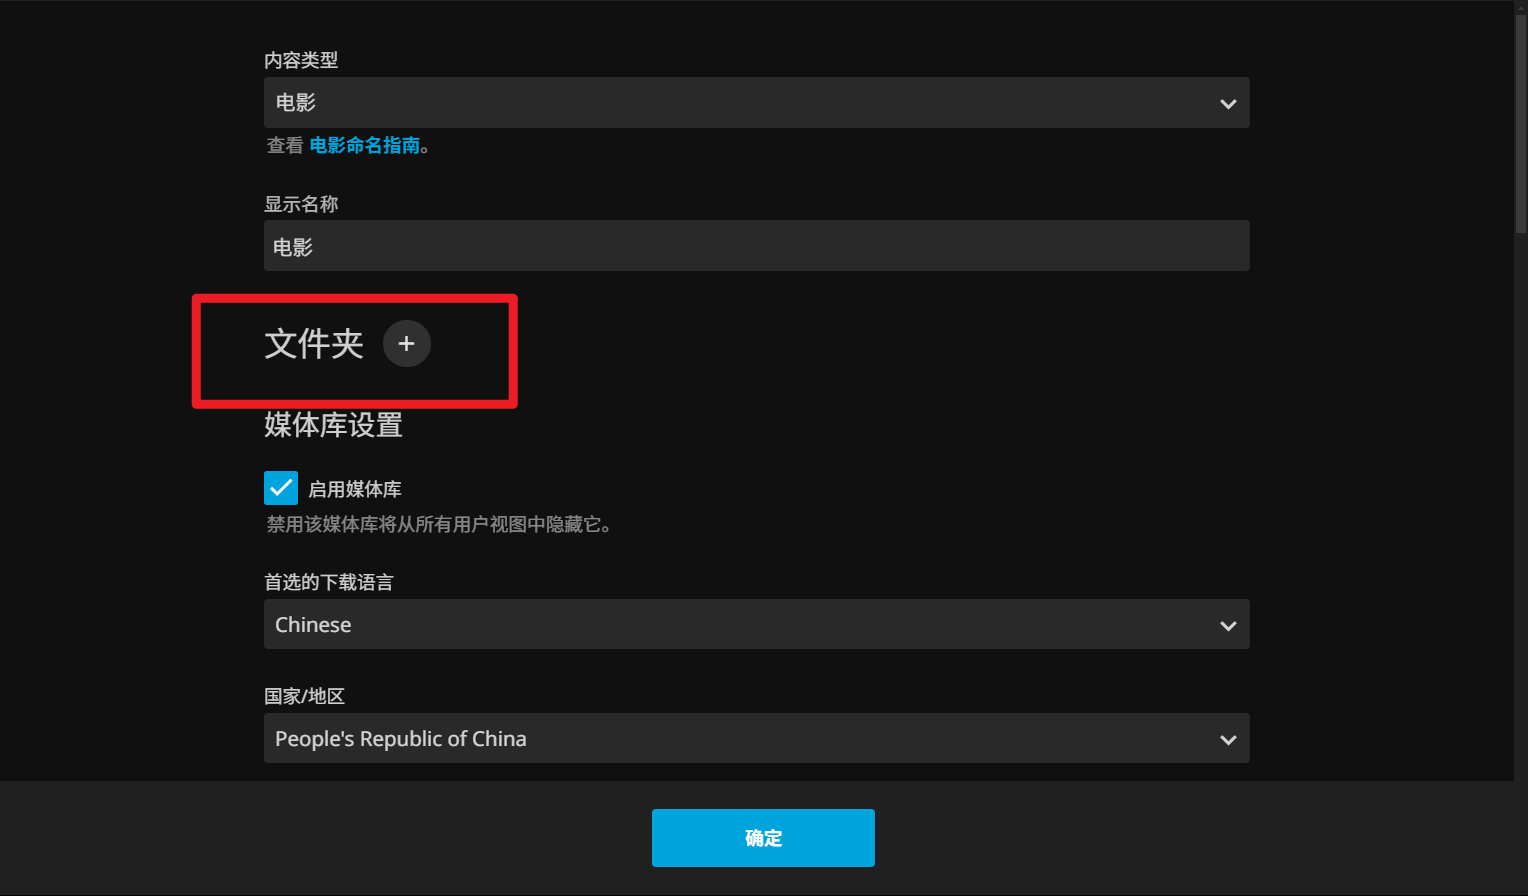 内容类型
电影
查看 电影命名指南。
显示名称
电影
文件夹 +
媒体库设置
启用媒体库
禁用该媒体库将从所有用户视图中隐藏它。
首选的下载语言
Chinese
国家/地区
People's Republic of China
确定